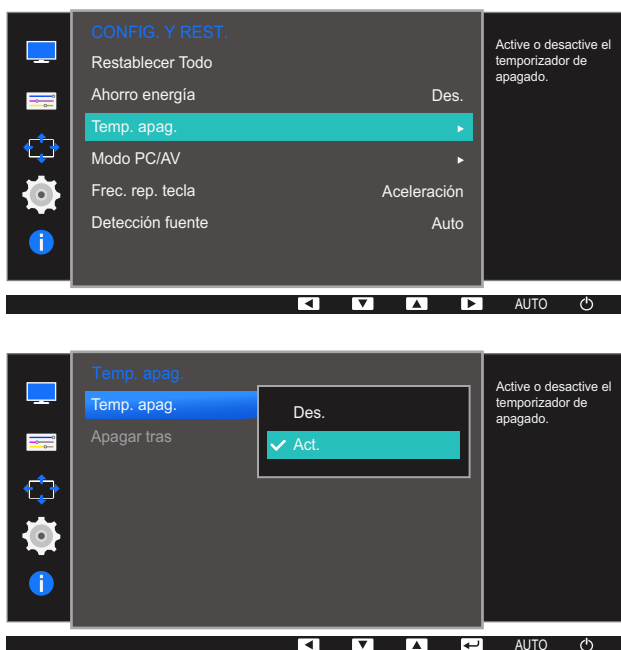 CONFIG. Y REST.
Restablecer Todo
Ahorro energía Des.
Temp. apag.
Modo PC/AV
Frec. rep. tecla Aceleración
Detección fuente Auto
Active o desactive el
temporizador de
apagado.
AUTO
Temp. apag.
Temp. apag.
Apagar tras
Des.
Act.
Active o desactive el
temporizador de
apagado.
AUTO